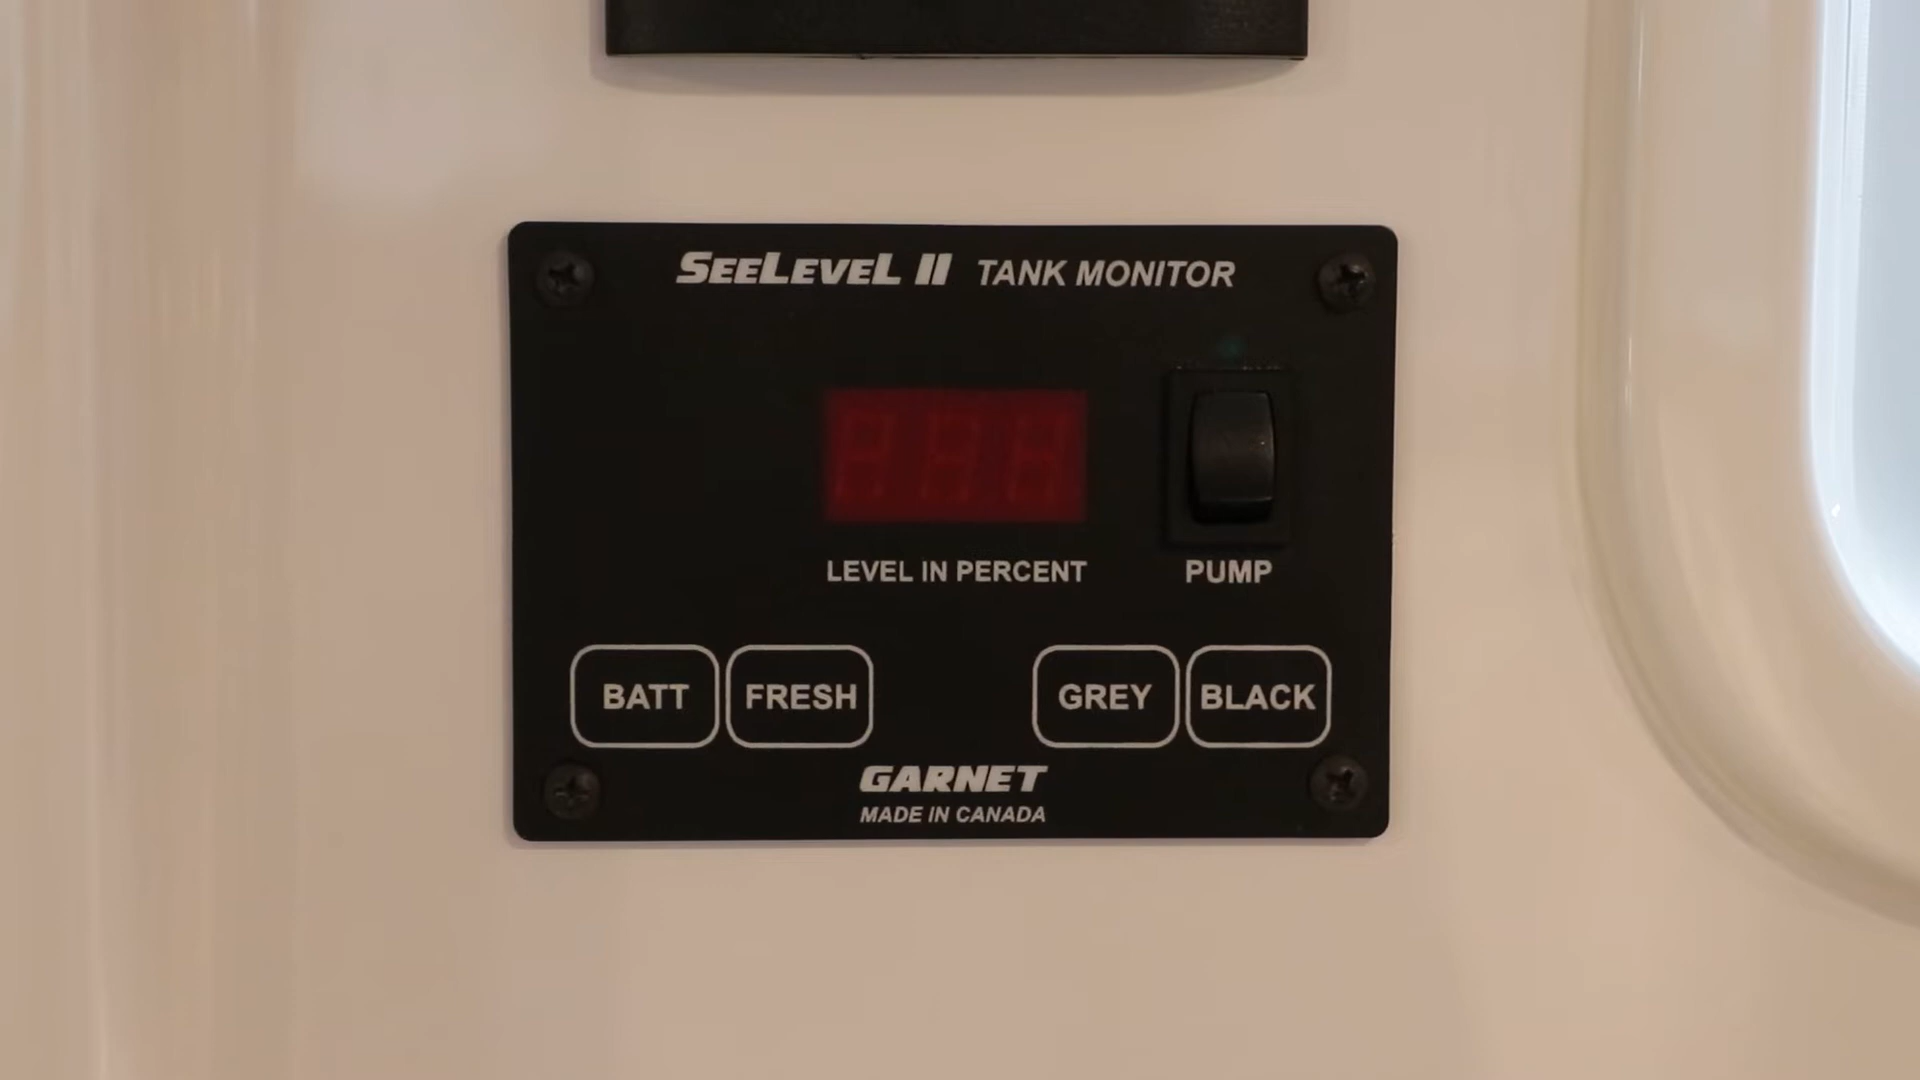 SEELEVEL II TANK MONITOR
LEVEL IN PERCENT
PUMP
BATT
FRESH
GREY
BLACK
GARNET
MADE IN CANADA